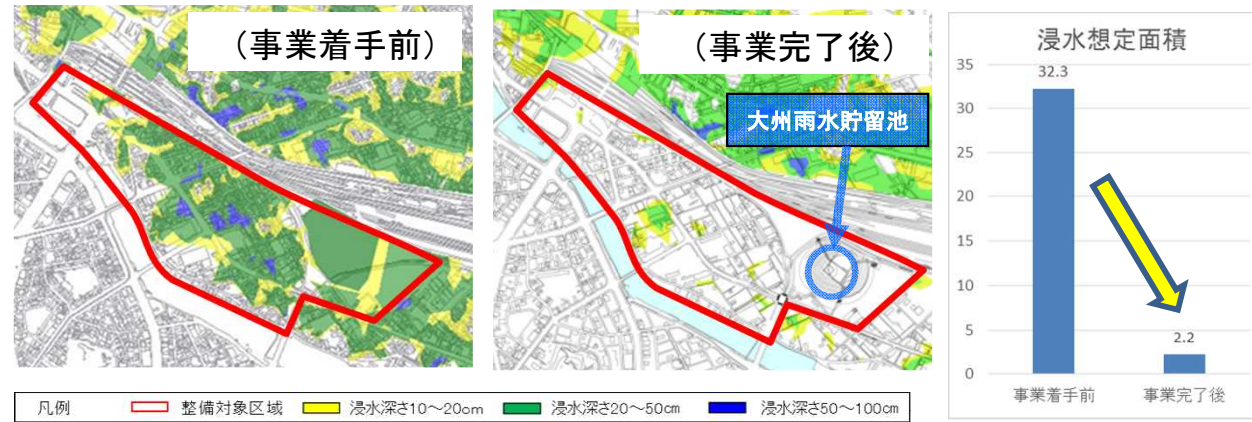 （事業着手前）
（事業完了後）
大州雨水貯留池
浸水想定面積
35
30
25
20
15
10
5
0
32.3
2.2
事業着手前 事業完了後
凡例 整備対象区域 浸水深さ10～20cm 浸水深さ20～50cm 浸水深さ50～100cm